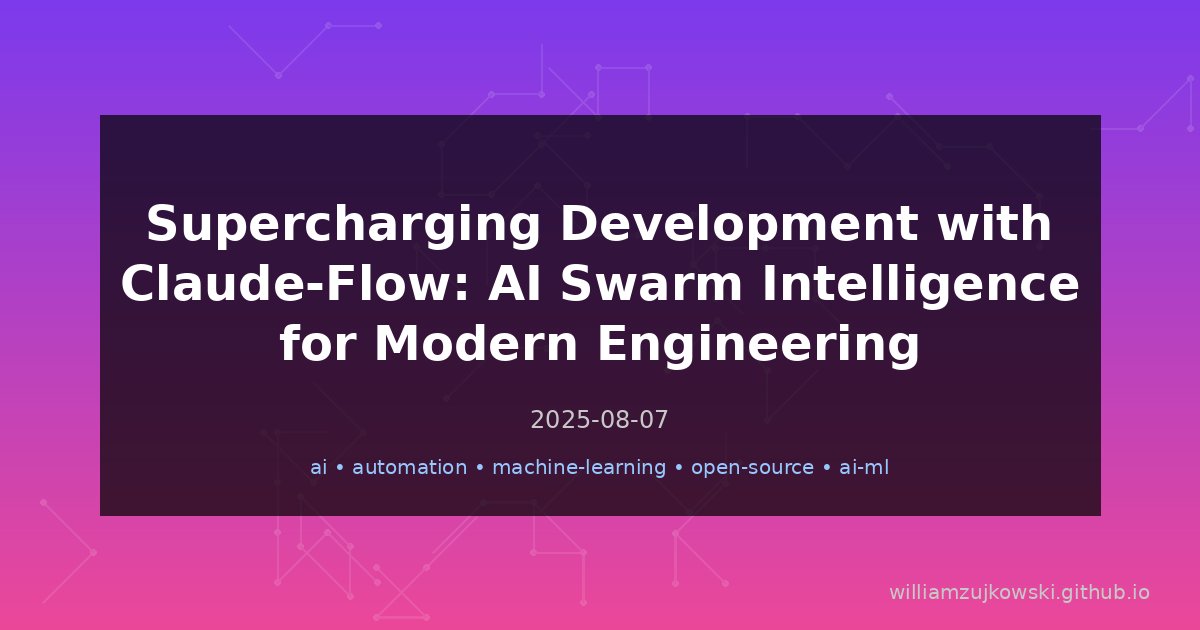 Supercharging Development with
Claude-Flow: AI Swarm Intelligence
for Modern Engineering
2025-08-07
ai • automation • machine-learning • open-source • ai-ml
williamzujkowski.github.io